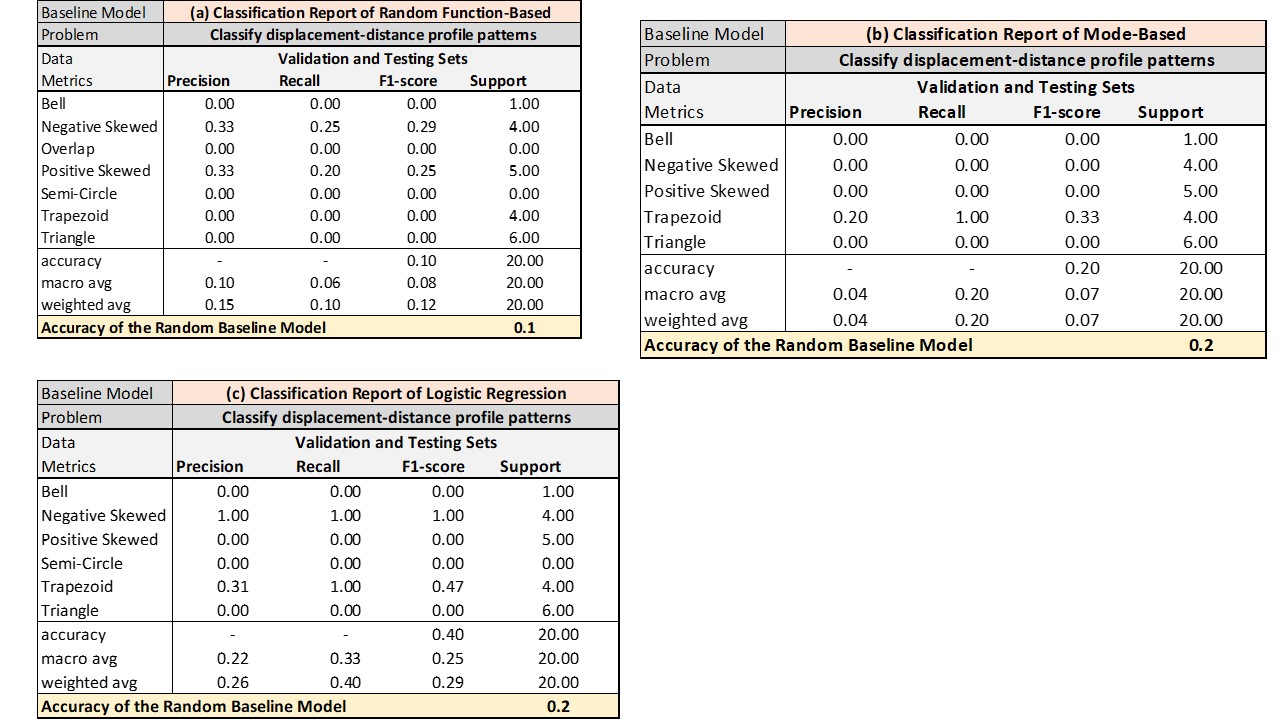 Baseline Model (a) Classification Report of Random Function-Based
Problem Classify displacement-distance profile patterns
Data Validation and Testing Sets
Metrics Precision Recall F1-score Support
Bell 0.00 0.00 0.00 1.00
Negative Skewed 0.33 0.25 0.29 4.00
Overlap 0.00 0.00 0.00 0.00
Positive Skewed 0.33 0.20 0.25 5.00
Semi-Circle 0.00 0.00 0.00 0.00
Trapezoid 0.00 0.00 0.00 4.00
Triangle 0.00 0.00 0.00 6.00
accuracy - - 0.10 20.00
macro avg 0.10 0.06 0.08 20.00
weighted avg 0.15 0.10 0.12 20.00
Accuracy of the Random Baseline Model 0.1
Baseline Model (b) Classification Report of Mode-Based
Problem Classify displacement-distance profile patterns
Data Validation and Testing Sets
Metrics Precision Recall F1-score Support
Bell 0.00 0.00 0.00 1.00
Negative Skewed 0.00 0.00 0.00 4.00
Positive Skewed 0.00 0.00 0.00 5.00
Trapezoid 0.20 1.00 0.33 4.00
Triangle 0.00 0.00 0.00 6.00
accuracy - - 0.20 20.00
macro avg 0.04 0.20 0.07 20.00
weighted avg 0.04 0.20 0.07 20.00
Accuracy of the Random Baseline Model 0.2
Baseline Model (c) Classification Report of Logistic Regression
Problem Classify displacement-distance profile patterns
Data Validation and Testing Sets
Metrics Precision Recall F1-score Support
Bell 0.00 0.00 0.00 1.00
Negative Skewed 1.00 1.00 1.00 4.00
Positive Skewed 0.00 0.00 0.00 5.00
Semi-Circle 0.00 0.00 0.00 0.00
Trapezoid 0.31 1.00 0.47 4.00
Triangle 0.00 0.00 0.00 6.00
accuracy - - 0.40 20.00
macro avg 0.22 0.33 0.25 20.00
weighted avg 0.26 0.40 0.29 20.00
Accuracy of the Random Baseline Model 0.2